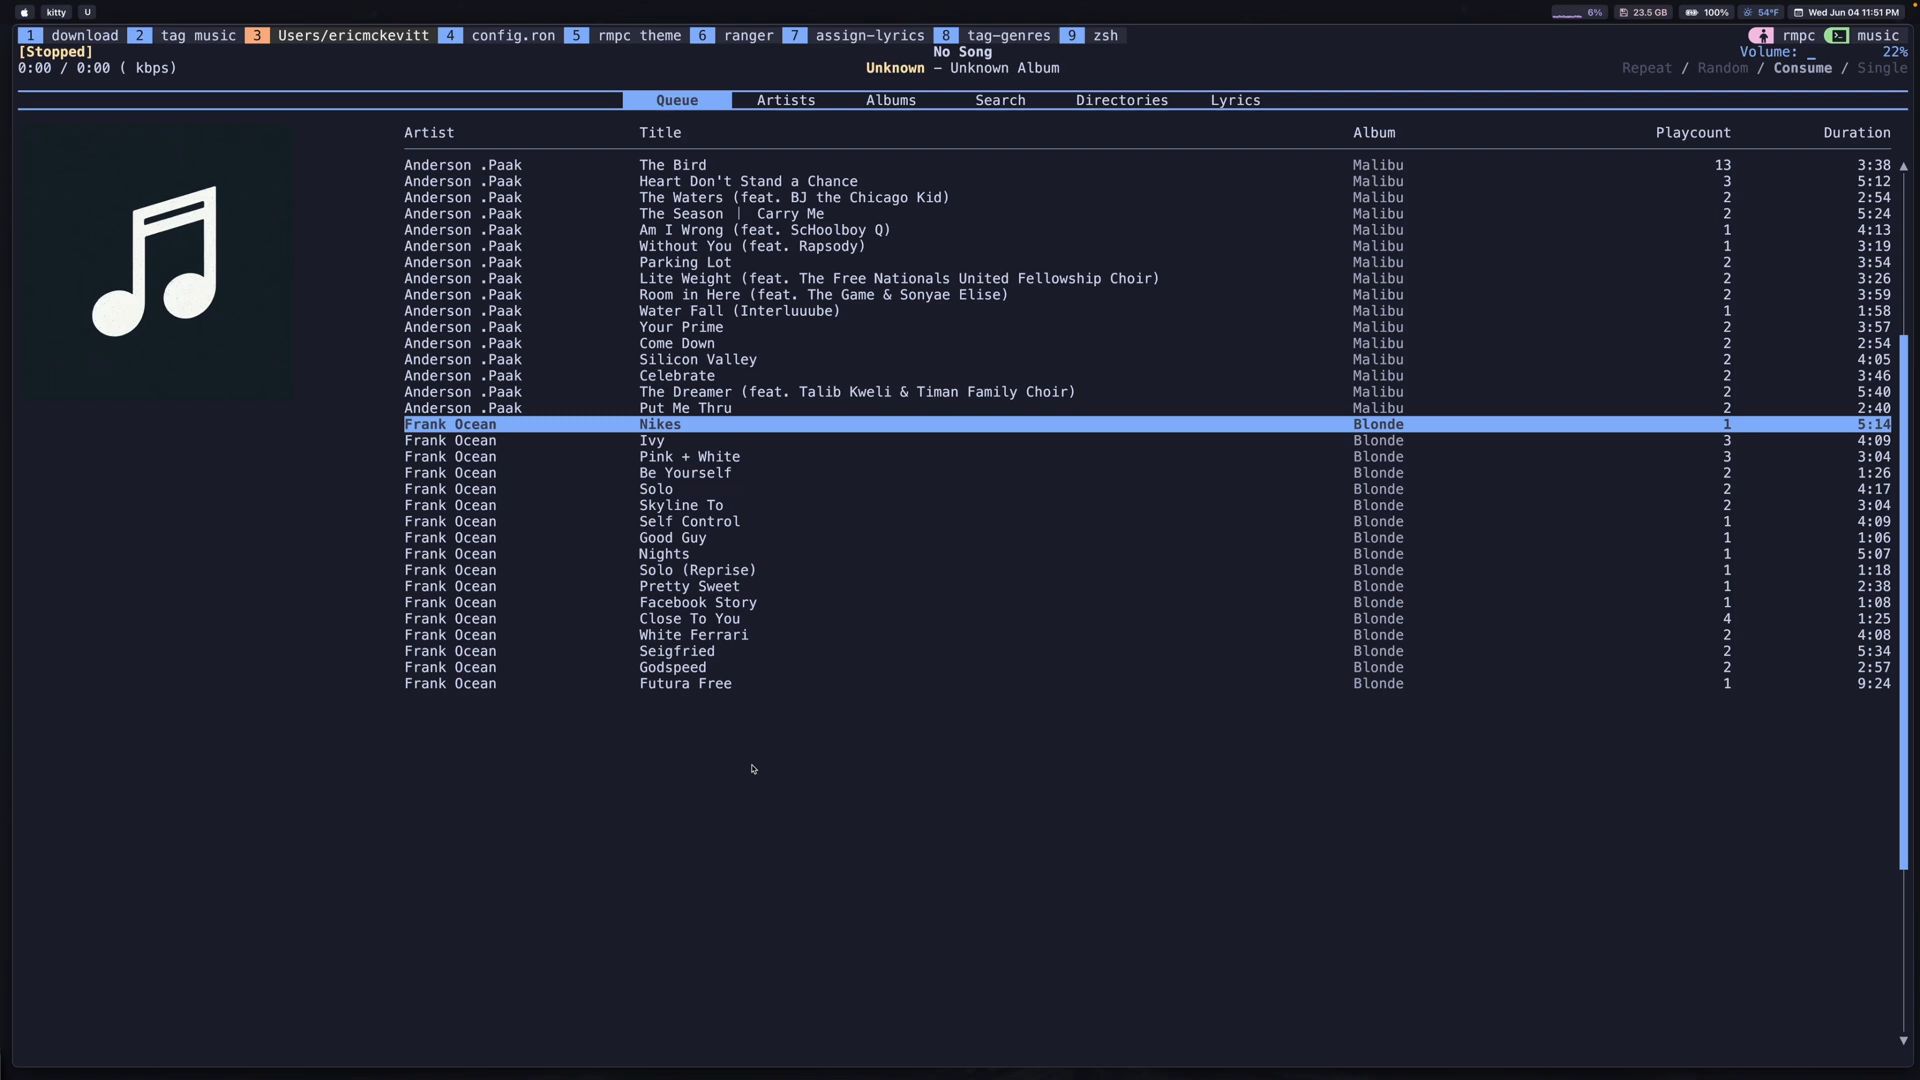 kitty U 6% 23.5 GB 100% 54°F Wed Jun 04 11:51 PM
1 download 2 tag music 3 Users/ericmckevitt 4 config.ron 5 rmpc theme 6 ranger 7 assign-lyrics 8 tag-genres 9 zsh rmpc music
[Stopped] No Song Volume: _ 22%
0:00 / 0:00 ( kbps) Unknown - Unknown Album Repeat / Random / Consume / Single
Queue Artists Albums Search Directories Lyrics
Artist Title Album Playcount Duration
Anderson .Paak The Bird Malibu 13 3:38
Anderson .Paak Heart Don't Stand a Chance Malibu 3 5:12
Anderson .Paak The Waters (feat. BJ the Chicago Kid) Malibu 2 2:54
Anderson .Paak The Season | Carry Me Malibu 2 5:24
Anderson .Paak Am I Wrong (feat. ScHoolboy Q) Malibu 1 4:13
Anderson .Paak Without You (feat. Rapsody) Malibu 1 3:19
Anderson .Paak Parking Lot Malibu 2 3:54
Anderson .Paak Lite Weight (feat. The Free Nationals United Fellowship Choir) Malibu 2 3:26
Anderson .Paak Room in Here (feat. The Game & Sonyae Elise) Malibu 2 3:59
Anderson .Paak Water Fall (Interluuube) Malibu 1 1:58
Anderson .Paak Your Prime Malibu 2 3:57
Anderson .Paak Come Down Malibu 2 2:54
Anderson .Paak Silicon Valley Malibu 2 4:05
Anderson .Paak Celebrate Malibu 2 3:46
Anderson .Paak The Dreamer (feat. Talib Kweli & Timan Family Choir) Malibu 2 5:40
Anderson .Paak Put Me Thru Malibu 2 2:40
Frank Ocean Nikes Blonde 1 5:14
Frank Ocean Ivy Blonde 3 4:09
Frank Ocean Pink + White Blonde 3 3:04
Frank Ocean Be Yourself Blonde 2 1:26
Frank Ocean Solo Blonde 2 4:17
Frank Ocean Skyline To Blonde 2 3:04
Frank Ocean Self Control Blonde 1 4:09
Frank Ocean Good Guy Blonde 1 1:06
Frank Ocean Nights Blonde 1 5:07
Frank Ocean Solo (Reprise) Blonde 1 1:18
Frank Ocean Pretty Sweet Blonde 1 2:38
Frank Ocean Facebook Story Blonde 1 1:08
Frank Ocean Close To You Blonde 4 1:25
Frank Ocean White Ferrari Blonde 2 4:08
Frank Ocean Seigfried Blonde 2 5:34
Frank Ocean Godspeed Blonde 2 2:57
Frank Ocean Futura Free Blonde 1 9:24